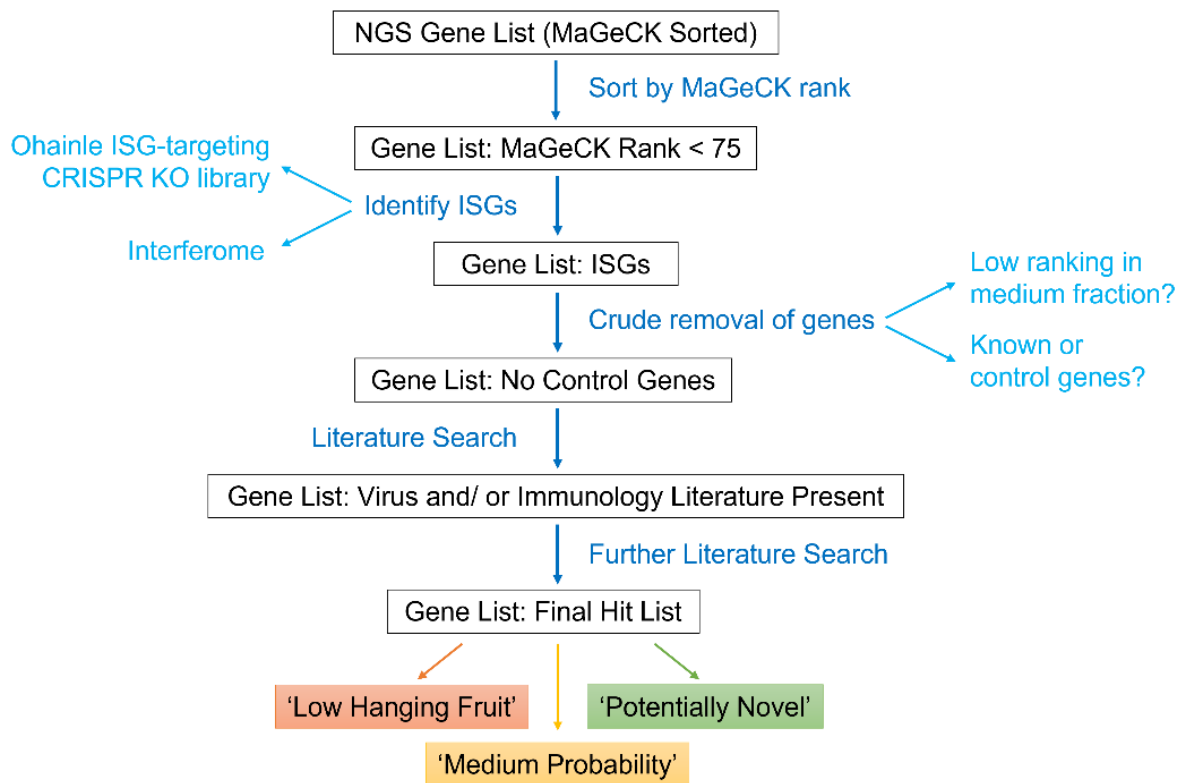 NGS Gene List (MaGeCK Sorted)
Sort by MaGeCK rank
Gene List: MaGeCK Rank < 75
Ohainle ISG-targeting
CRISPR KO library
Identify ISGs
Interferome
Gene List: ISGs
Low ranking in
medium fraction?
Crude removal of genes
Known or
control genes?
Gene List: No Control Genes
Literature Search
Gene List: Virus and/ or Immunology Literature Present
Further Literature Search
Gene List: Final Hit List
‘Low Hanging Fruit’
‘Potentially Novel’
‘Medium Probability’